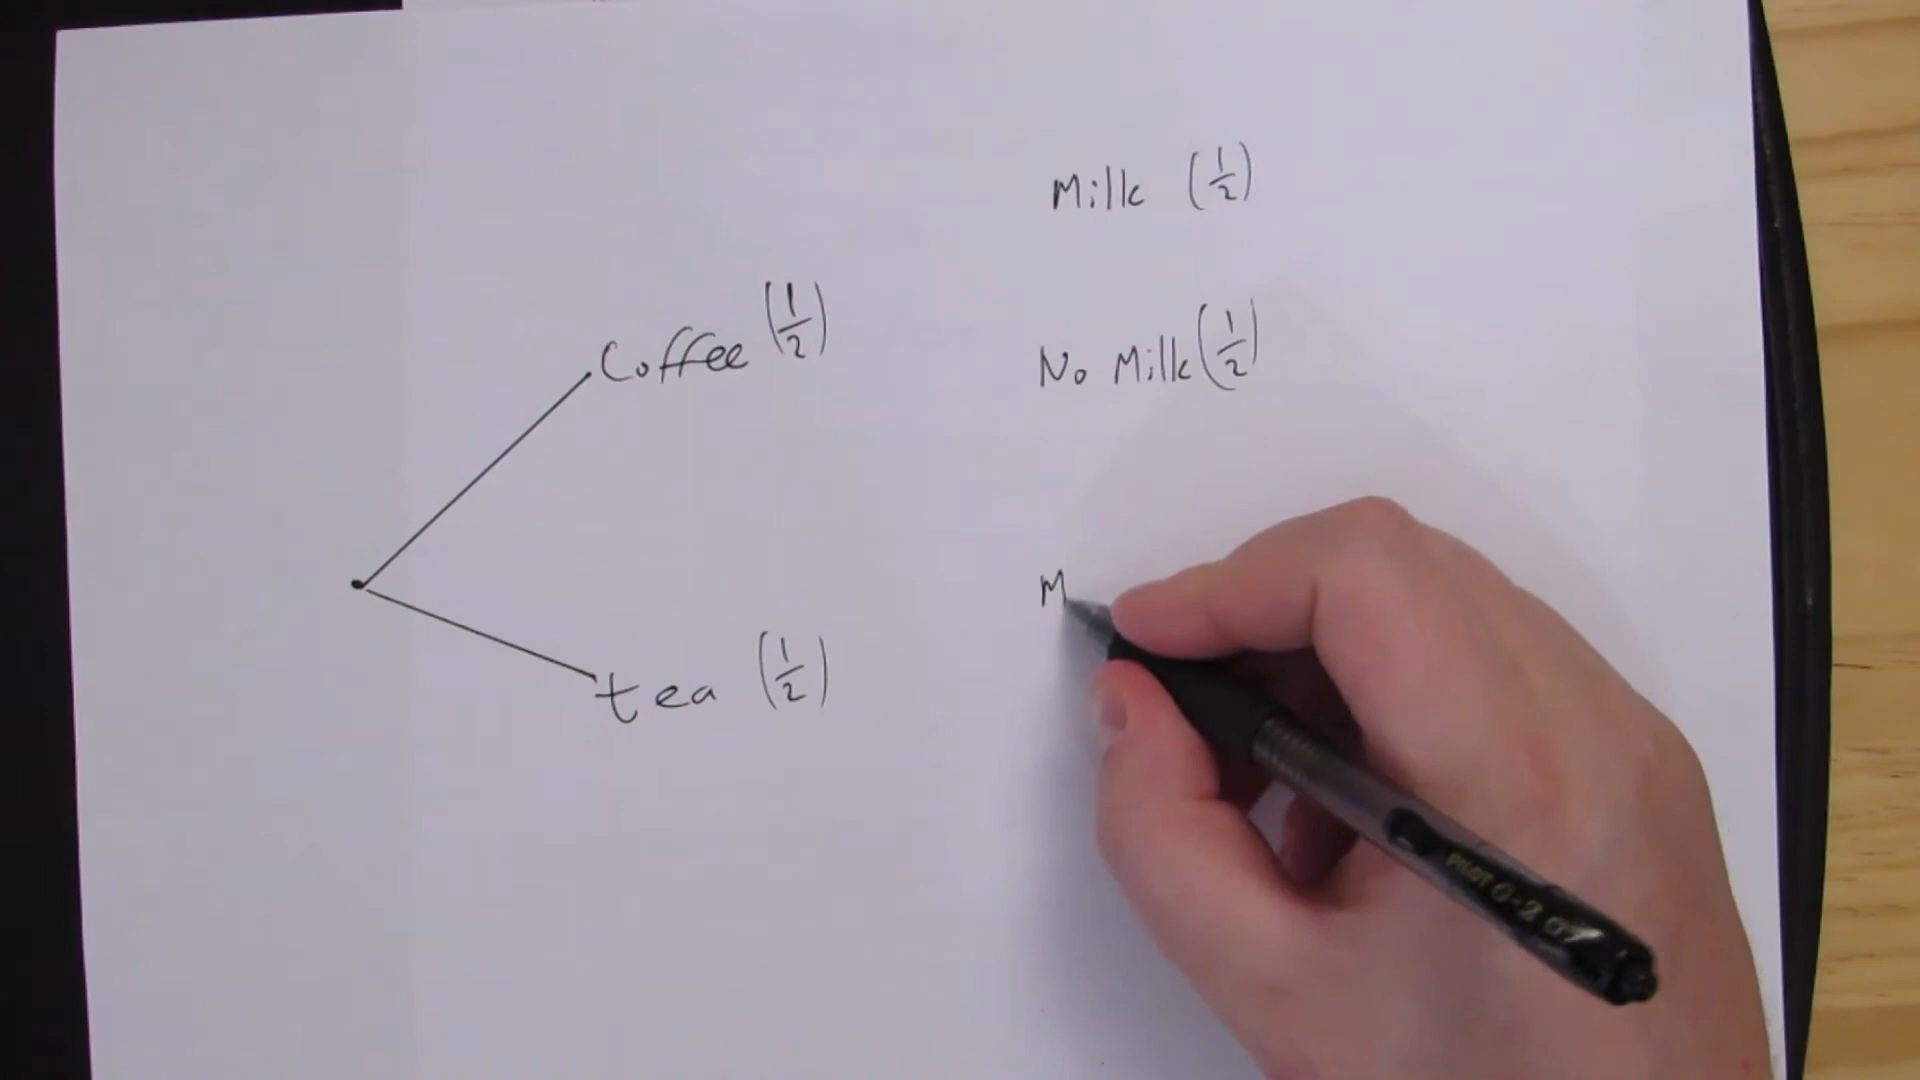 Milk (1/2)
Coffee (1/2)
No Milk (1/2)
M
tea (1/2)
PILOT G-2 07